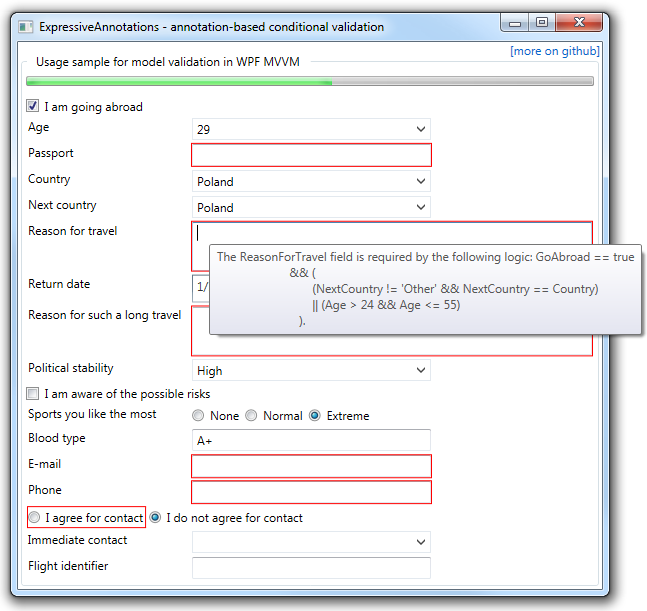 ExpressiveAnnotations - annotation-based conditional validation
[more on github]
Usage sample for model validation in WPF MVVM
I am going abroad
Age 29
Passport
Country Poland
Next country Poland
Reason for travel
The ReasonForTravel field is required by the following logic: GoAbroad == true
&& (
(NextCountry != 'Other' && NextCountry == Country)
|| (Age > 24 && Age <= 55)
).
Return date 1/
Reason for such a long travel
Political stability High
I am aware of the possible risks
Sports you like the most None Normal Extreme
Blood type A+
E-mail
Phone
I agree for contact I do not agree for contact
Immediate contact
Flight identifier